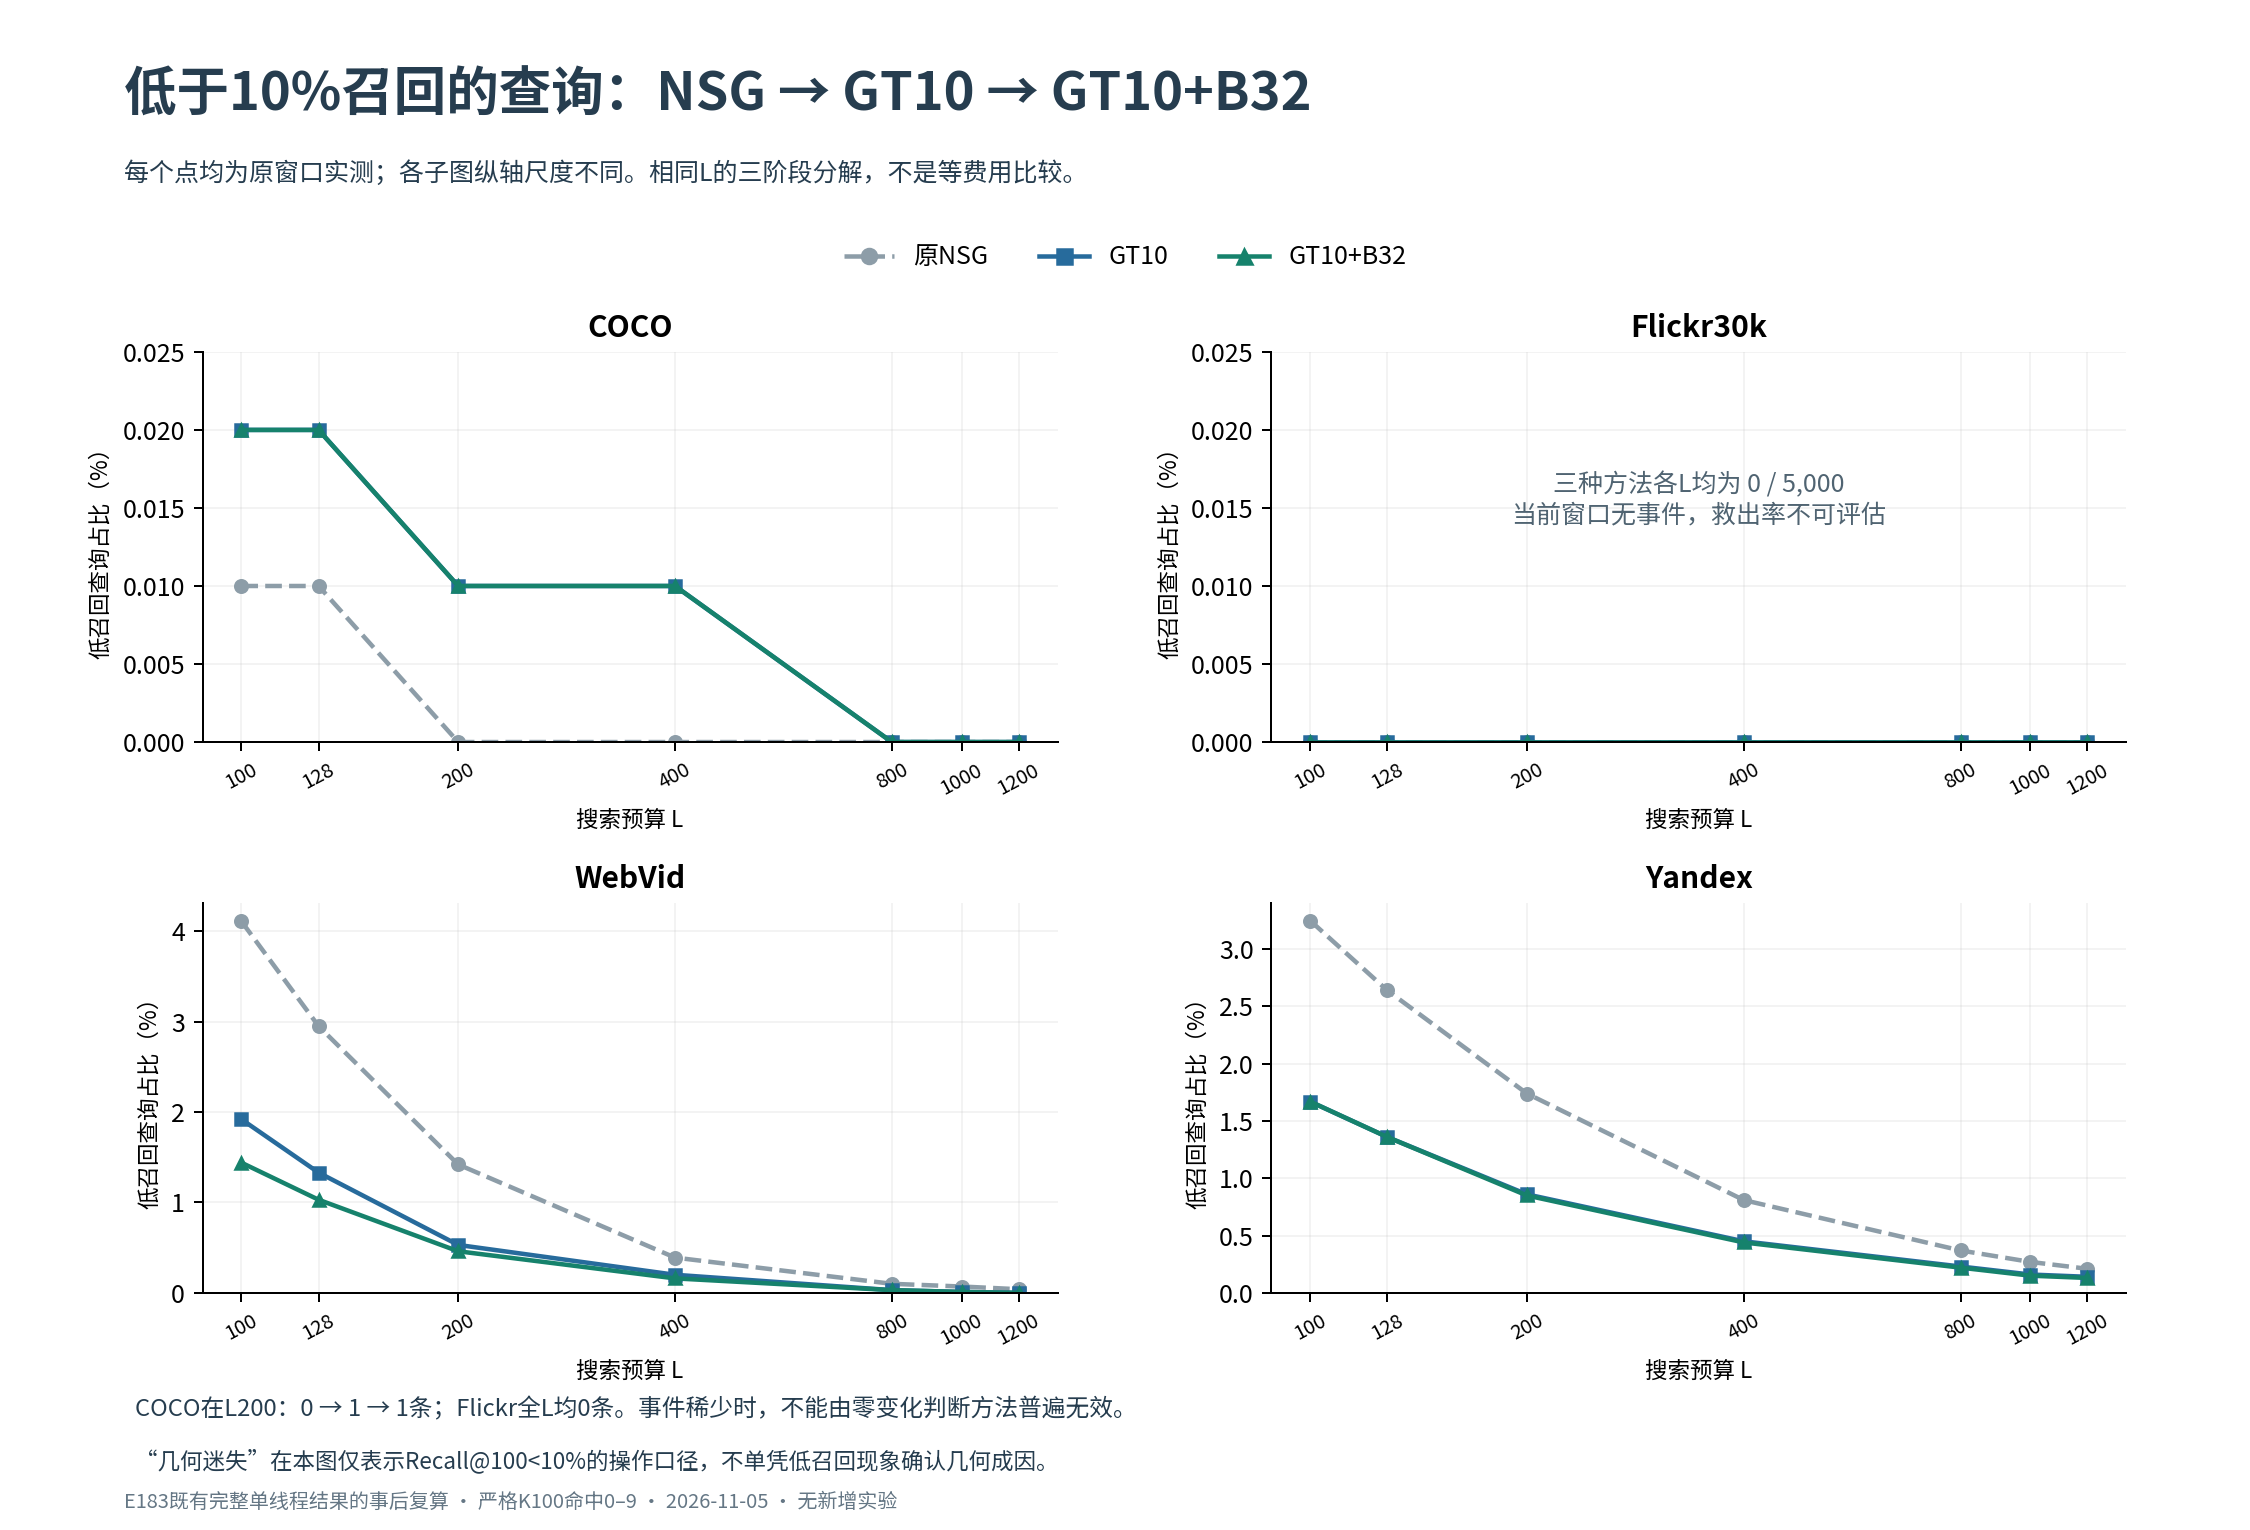 低于10%召回的查询：NSG → GT10 → GT10+B32
每个点均为原窗口实测；各子图纵轴尺度不同。相同L的三阶段分解，不是等费用比较。
原NSG
GT10
GT10+B32
COCO
0.025
0.020
0.015
0.010
0.005
0.000
低召回查询占比（%）
100
128
200
400
800
1000
1200
搜索预算 L
Flickr30k
0.025
0.020
0.015
0.010
0.005
0.000
低召回查询占比（%）
三种方法各L均为 0 / 5,000
当前窗口无事件，救出率不可评估
100
128
200
400
800
1000
1200
搜索预算 L
WebVid
4
3
2
1
0
低召回查询占比（%）
100
128
200
400
800
1000
1200
搜索预算 L
Yandex
3.0
2.5
2.0
1.5
1.0
0.5
0.0
低召回查询占比（%）
100
128
200
400
800
1000
1200
搜索预算 L
COCO在L200：0 → 1 → 1条；Flickr全L均0条。事件稀少时，不能由零变化判断方法普遍无效。
“几何迷失”在本图仅表示Recall@100<10%的操作口径，不单凭低召回现象确认几何成因。
E183既有完整单线程结果的事后复算 · 严格K100命中0–9 · 2026-11-05 · 无新增实验